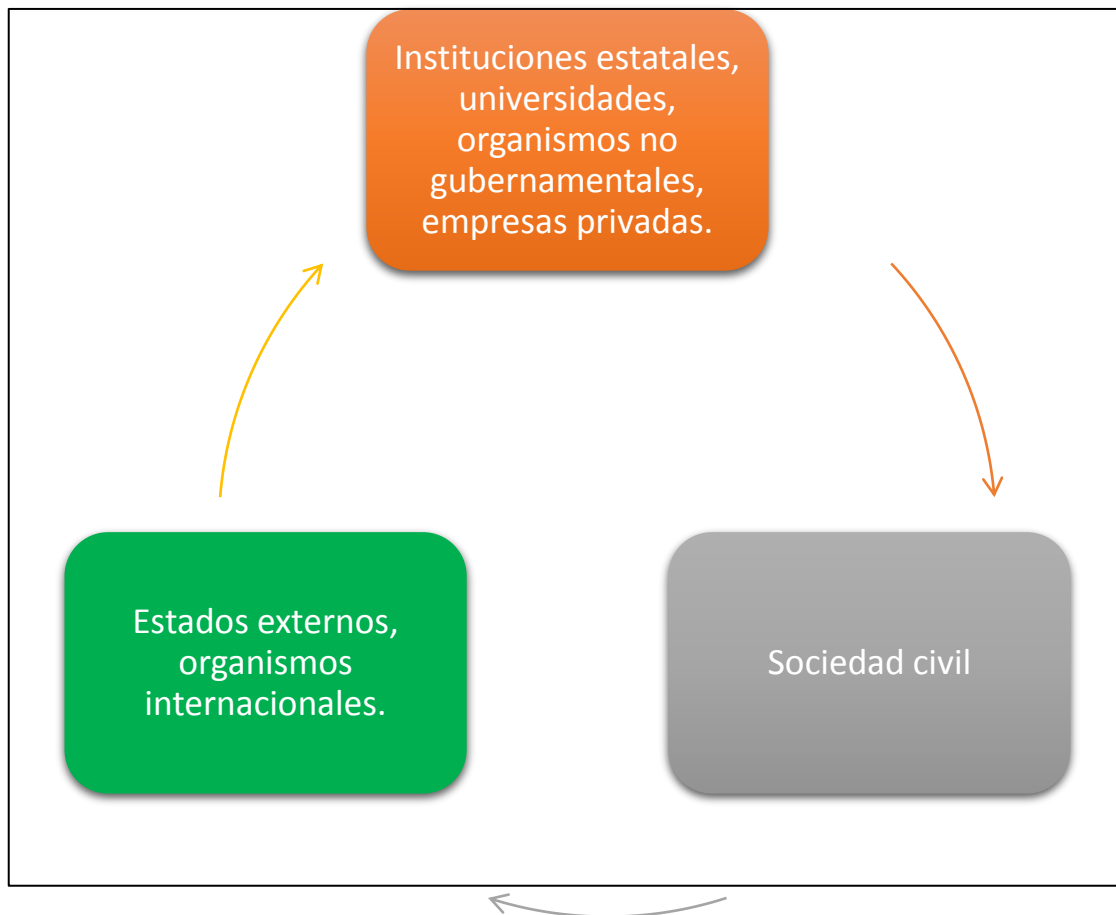 Instituciones estatales,
universidades,
organismos no
gubernamentales,
empresas privadas.
Estados externos,
organismos
internacionales.
Sociedad civil